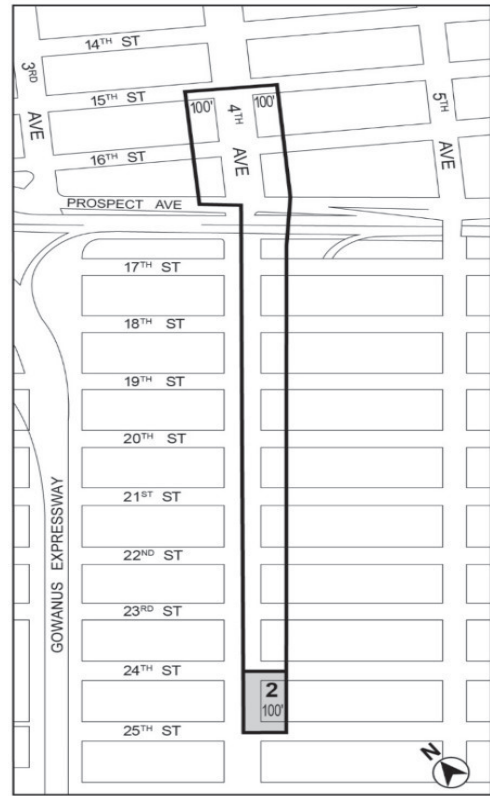 14TH ST
3RD AVE
15TH ST
100'
4TH AVE
100'
5TH AVE
16TH ST
PROSPECT AVE
17TH ST
18TH ST
19TH ST
20TH ST
21ST ST
GOWANUS EXPRESSWAY
22ND ST
23RD ST
24TH ST
2
100'
25TH ST
N